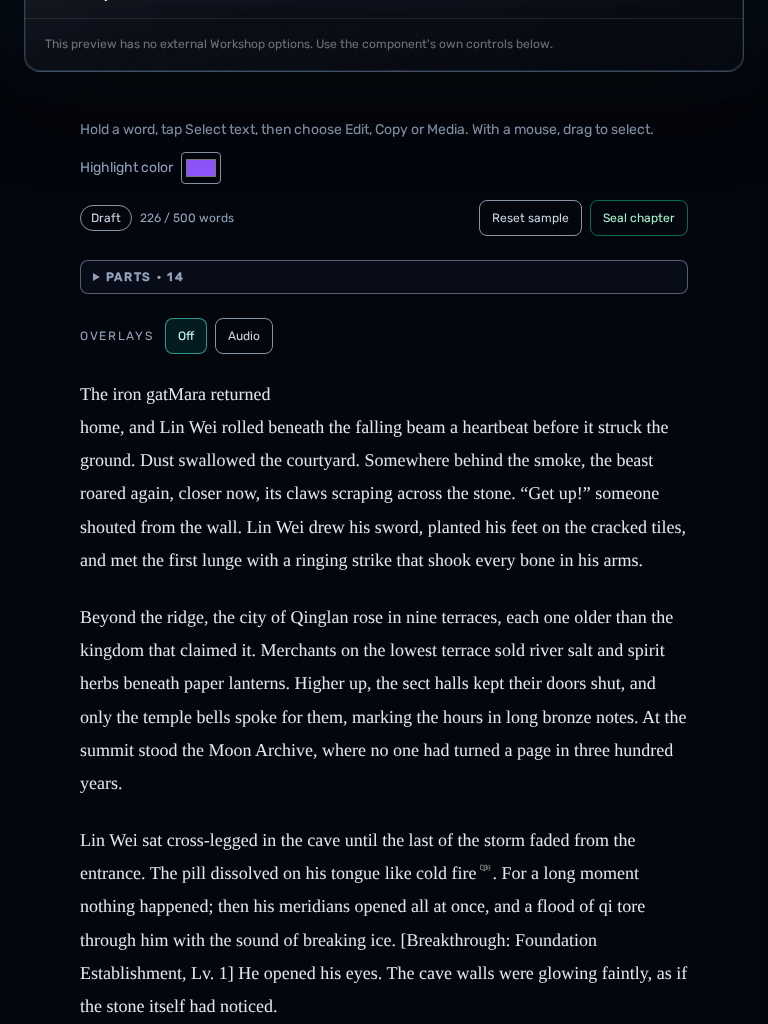 This preview has no external Workshop options. Use the component's own controls below.
Hold a word, tap Select text, then choose Edit, Copy or Media. With a mouse, drag to select.
Highlight color
Draft 226 / 500 words Reset sample Seal chapter
PARTS • 14
OVERLAYS Off Audio
The iron gatMara returned
home, and Lin Wei rolled beneath the falling beam a heartbeat before it struck the
ground. Dust swallowed the courtyard. Somewhere behind the smoke, the beast
roared again, closer now, its claws scraping across the stone. “Get up!” someone
shouted from the wall. Lin Wei drew his sword, planted his feet on the cracked tiles,
and met the first lunge with a ringing strike that shook every bone in his arms.
Beyond the ridge, the city of Qinglan rose in nine terraces, each one older than the
kingdom that claimed it. Merchants on the lowest terrace sold river salt and spirit
herbs beneath paper lanterns. Higher up, the sect halls kept their doors shut, and
only the temple bells spoke for them, marking the hours in long bronze notes. At the
summit stood the Moon Archive, where no one had turned a page in three hundred
years.
Lin Wei sat cross-legged in the cave until the last of the storm faded from the
entrance. The pill dissolved on his tongue like cold fire. For a long moment
nothing happened; then his meridians opened all at once, and a flood of qi tore
through him with the sound of breaking ice. [Breakthrough: Foundation
Establishment, Lv. 1] He opened his eyes. The cave walls were glowing faintly, as if
the stone itself had noticed.